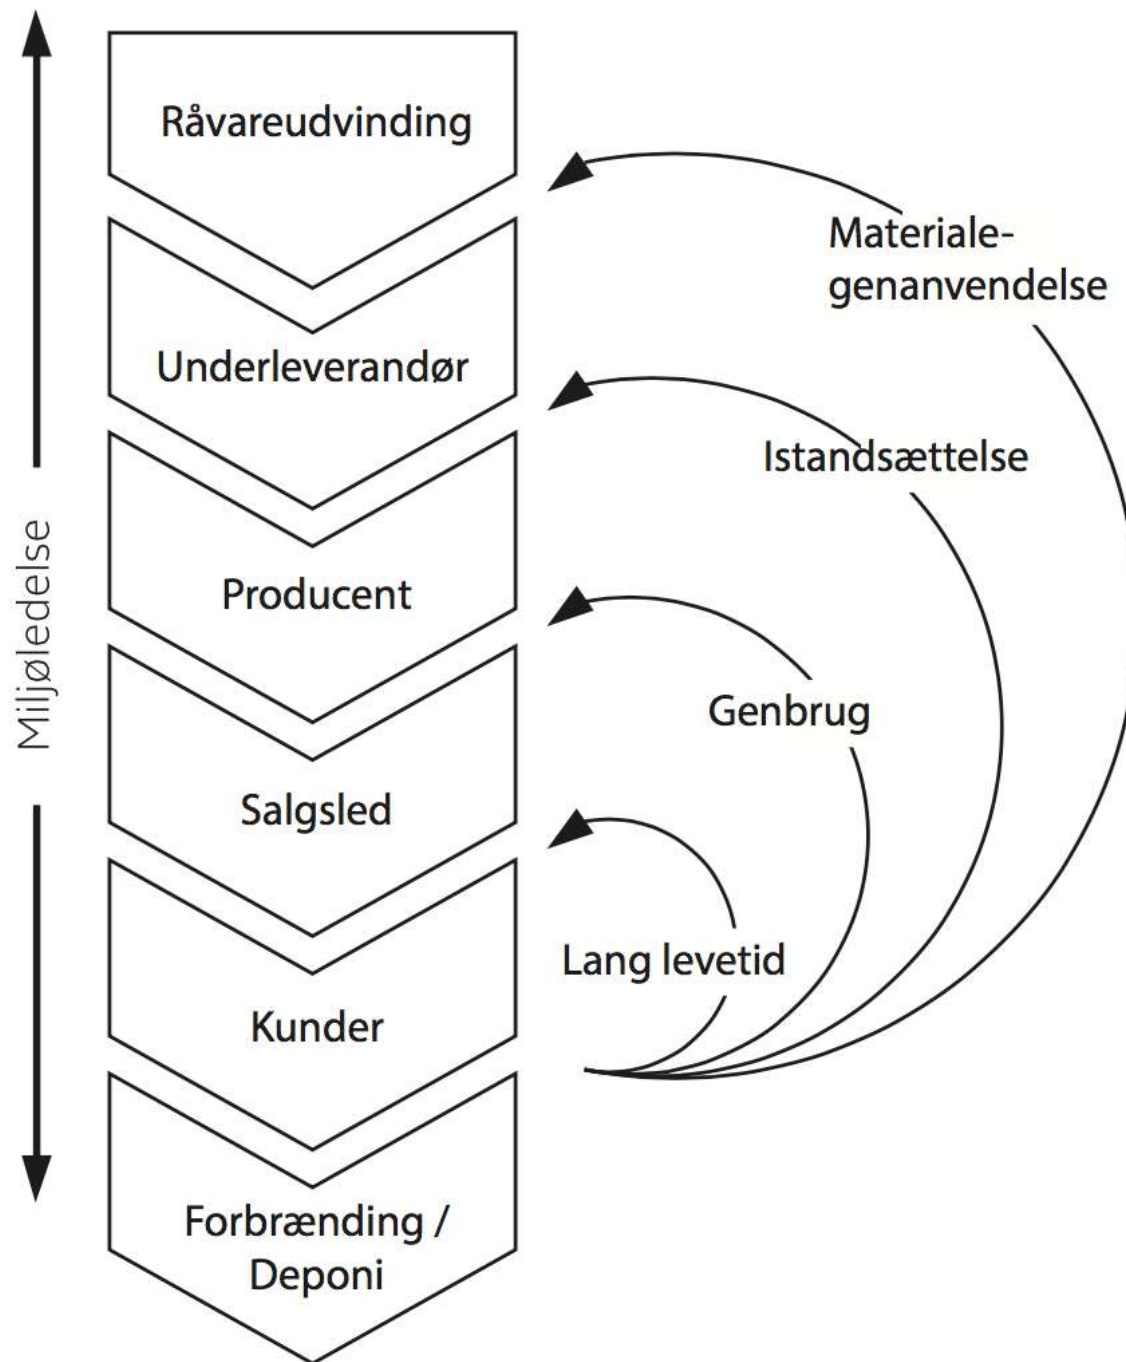 Råvareudvinding
Materiale-
genanvendelse
Underleverandør
Istandsættelse
Miljøledelse
Producent
Genbrug
Salgsled
Lang levetid
Kunder
Forbrænding /
Deponi